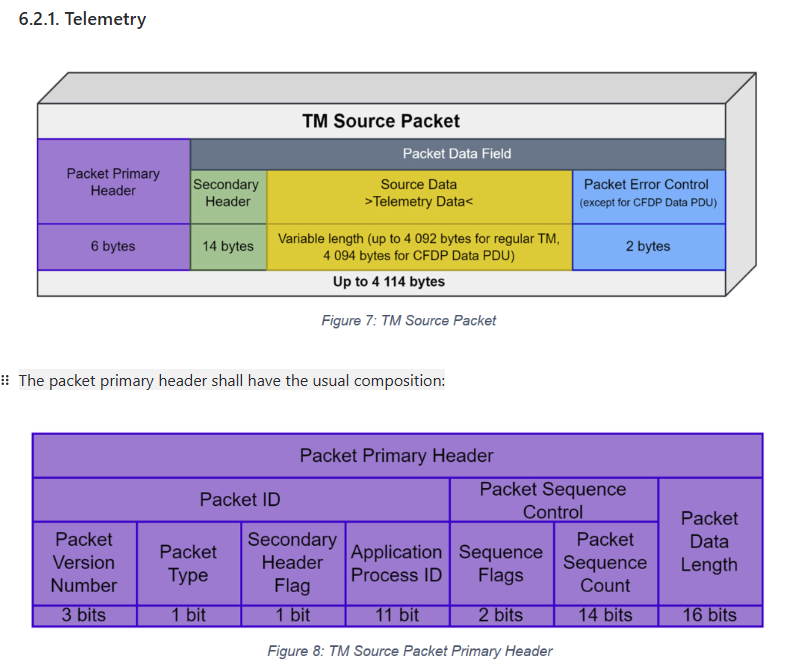 6.2.1. Telemetry
TM Source Packet
Packet Data Field
Packet Primary
Header
Secondary
Header
Source Data
>Telemetry Data<
Packet Error Control
(except for CFDP Data PDU)
6 bytes
14 bytes
Variable length (up to 4 092 bytes for regular TM,
4 094 bytes for CFDP Data PDU)
2 bytes
Up to 4 114 bytes
Figure 7: TM Source Packet
The packet primary header shall have the usual composition:
Packet Primary Header
Packet ID
Packet Sequence
Control
Packet
Data
Length
Packet
Version
Number
Packet
Type
Secondary
Header
Flag
Application
Process ID
Sequence
Flags
Packet
Sequence
Count
3 bits
1 bit
1 bit
11 bit
2 bits
14 bits
16 bits
Figure 8: TM Source Packet Primary Header